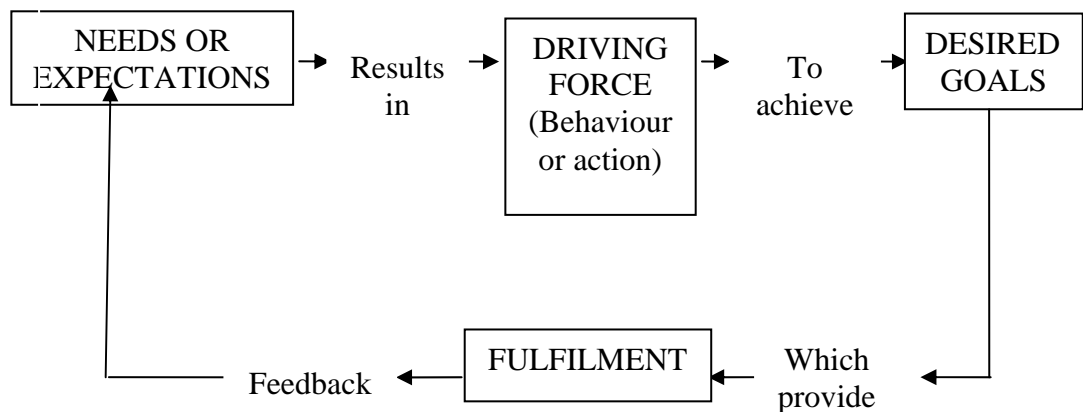 NEEDS OR
EXPECTATIONS
Results
in
DRIVING
FORCE
(Behaviour
or action)
To
achieve
DESIRED
GOALS
Which
provide
FULFILMENT
Feedback